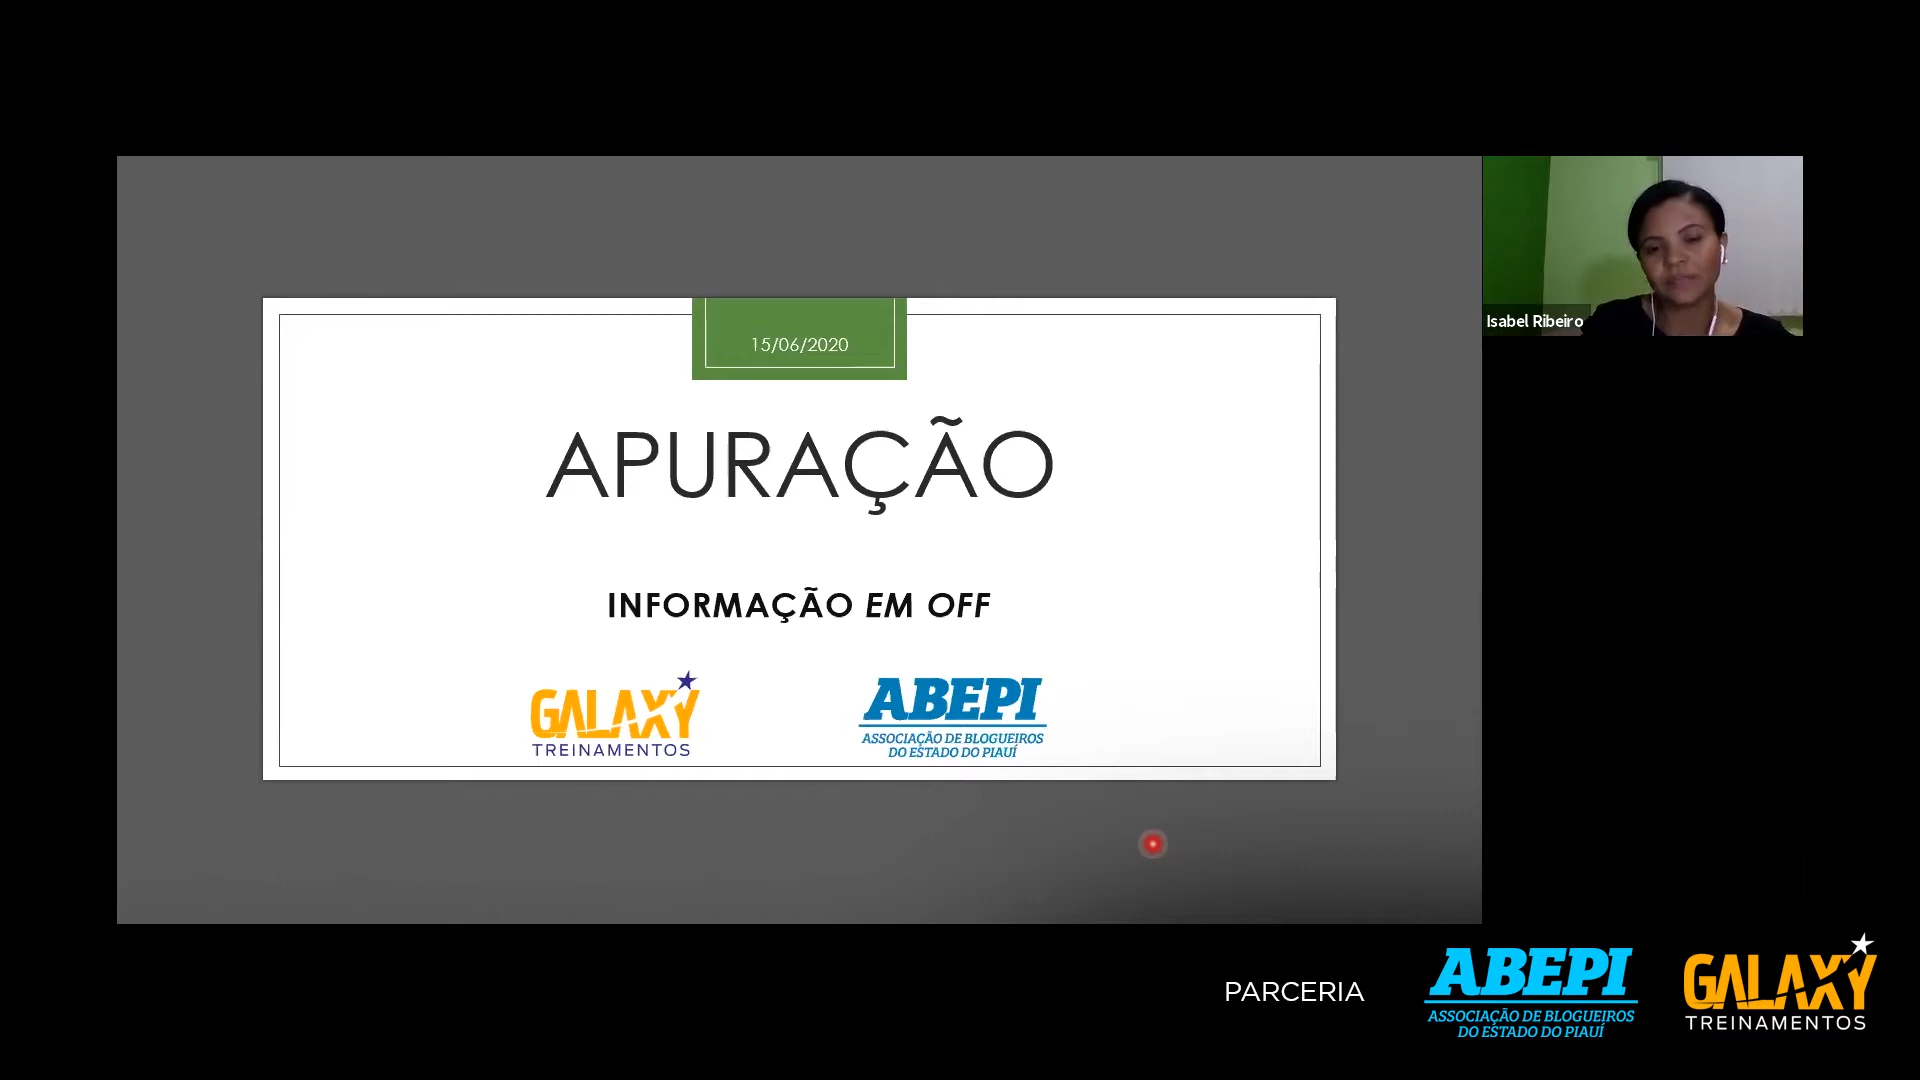 15/06/2020
APURAÇÃO
INFORMAÇÃO EM OFF
GALAXY
TREINAMENTOS
ABEPI
ASSOCIAÇÃO DE BLOGUEIROS
DO ESTADO DO PIAUÍ
Isabel Ribeiro
PARCERIA
ABEPI
ASSOCIAÇÃO DE BLOGUEIROS
DO ESTADO DO PIAUÍ
GALAXY
TREINAMENTOS